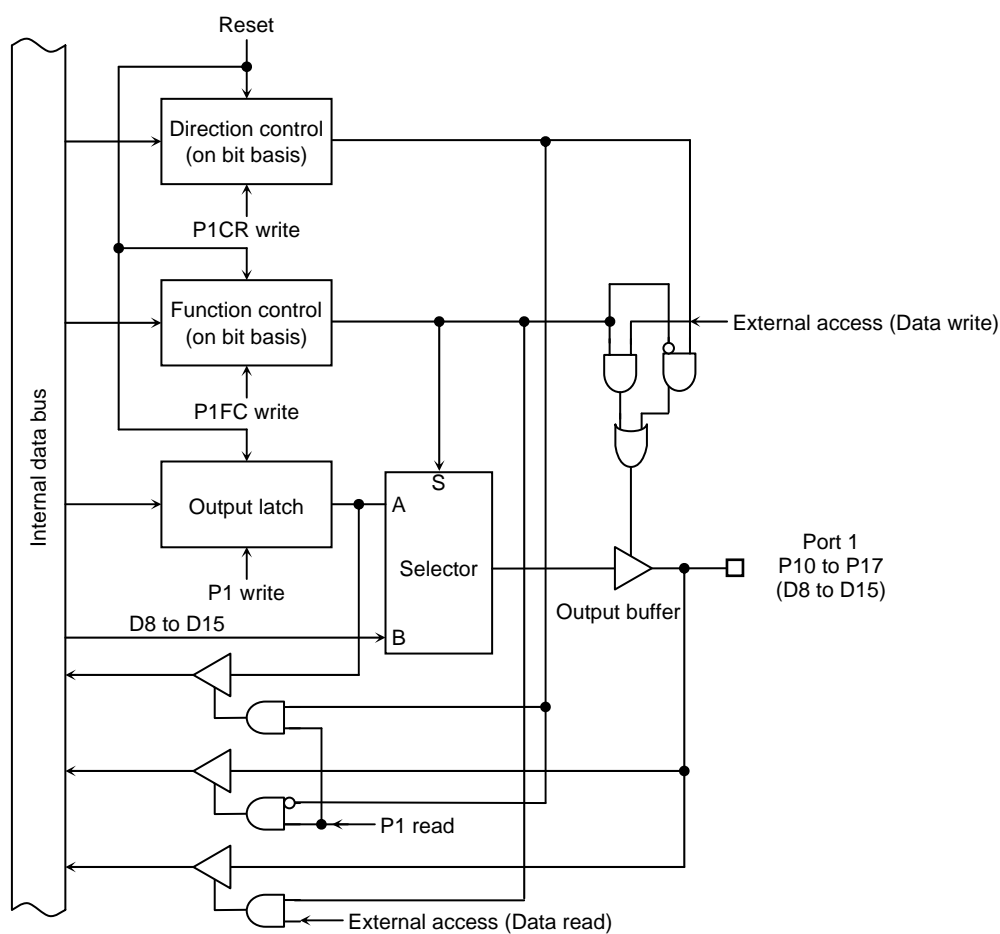 Reset
Direction control
(on bit basis)
P1CR write
Function control
(on bit basis)
External access (Data write)
P1FC write
Internal data bus
S
Output latch
A
Selector
Port 1
P10 to P17
(D8 to D15)
P1 write
Output buffer
D8 to D15
B
P1 read
External access (Data read)